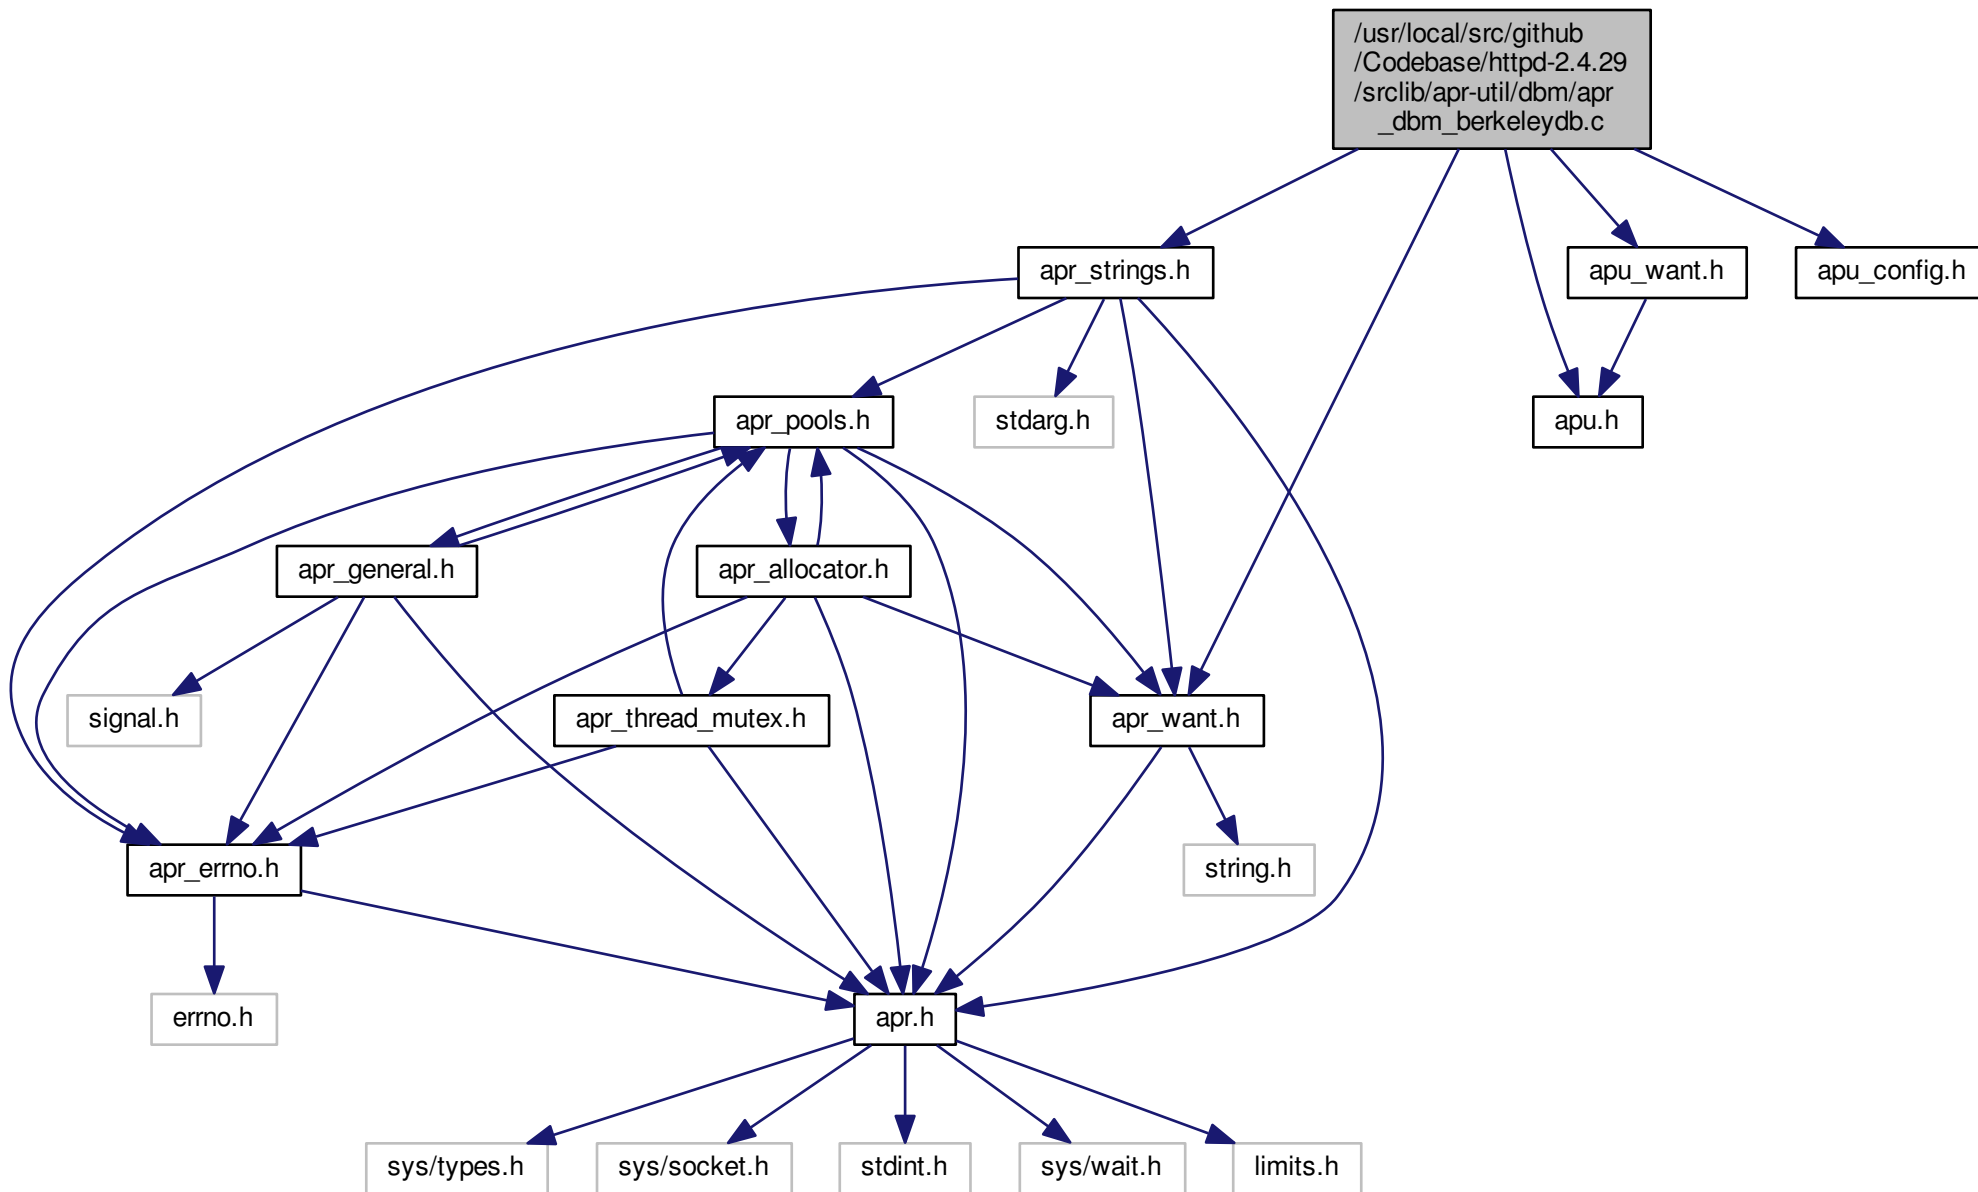 /usr/local/src/github
/Codebase/httpd-2.4.29
/srclib/apr-util/dbm/apr
_dbm_berkeleydb.c
apr_strings.h
apu_want.h
apu_config.h
apr_pools.h
stdarg.h
apu.h
apr_general.h
apr_allocator.h
signal.h
apr_thread_mutex.h
apr_want.h
apr_errno.h
string.h
errno.h
apr.h
sys/types.h
sys/socket.h
stdint.h
sys/wait.h
limits.h